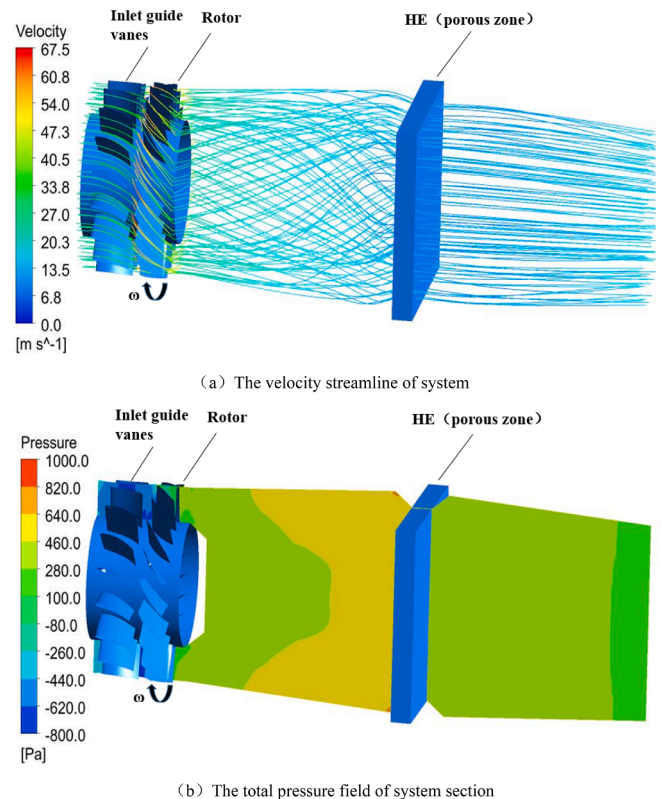 Inlet guide
vanes
Rotor
HE（porous zone）
Velocity
67.5
60.8
54.0
47.3
40.5
33.8
27.0
20.3
13.5
6.8
0.0
[m s^-1]
ω
（a）The velocity streamline of system
Inlet guide
vanes
Rotor
HE（porous zone）
Pressure
1000.0
820.0
640.0
460.0
280.0
100.0
-80.0
-260.0
-440.0
-620.0
-800.0
[Pa]
ω
（b）The total pressure field of system section